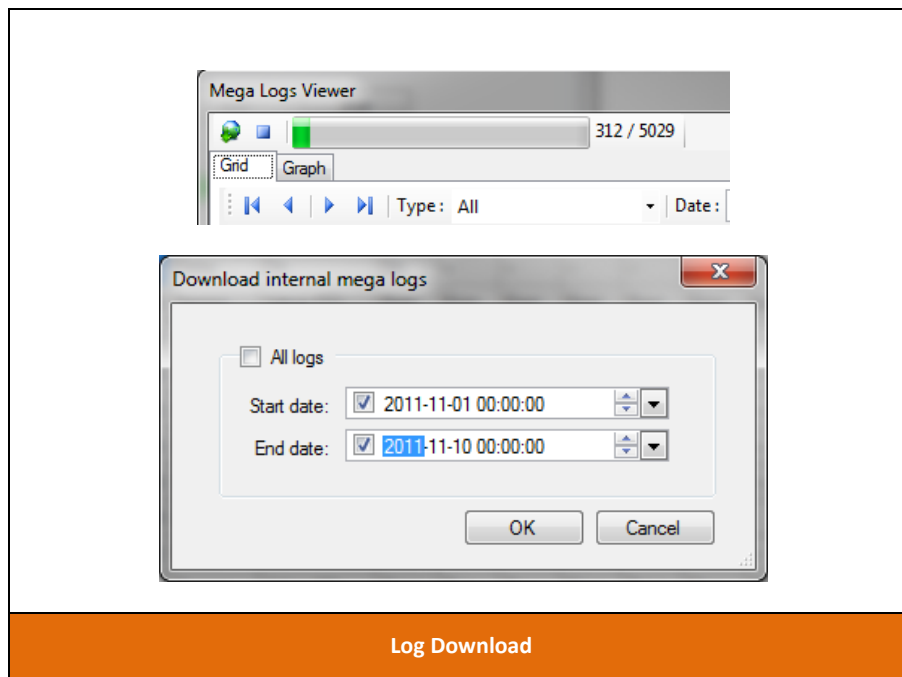 Mega Logs Viewer
312 / 5029
Grid Graph
Type: All Date:
Download internal mega logs
All logs
Start date: 2011-11-01 00:00:00
End date: 2011-11-10 00:00:00
OK Cancel
Log Download